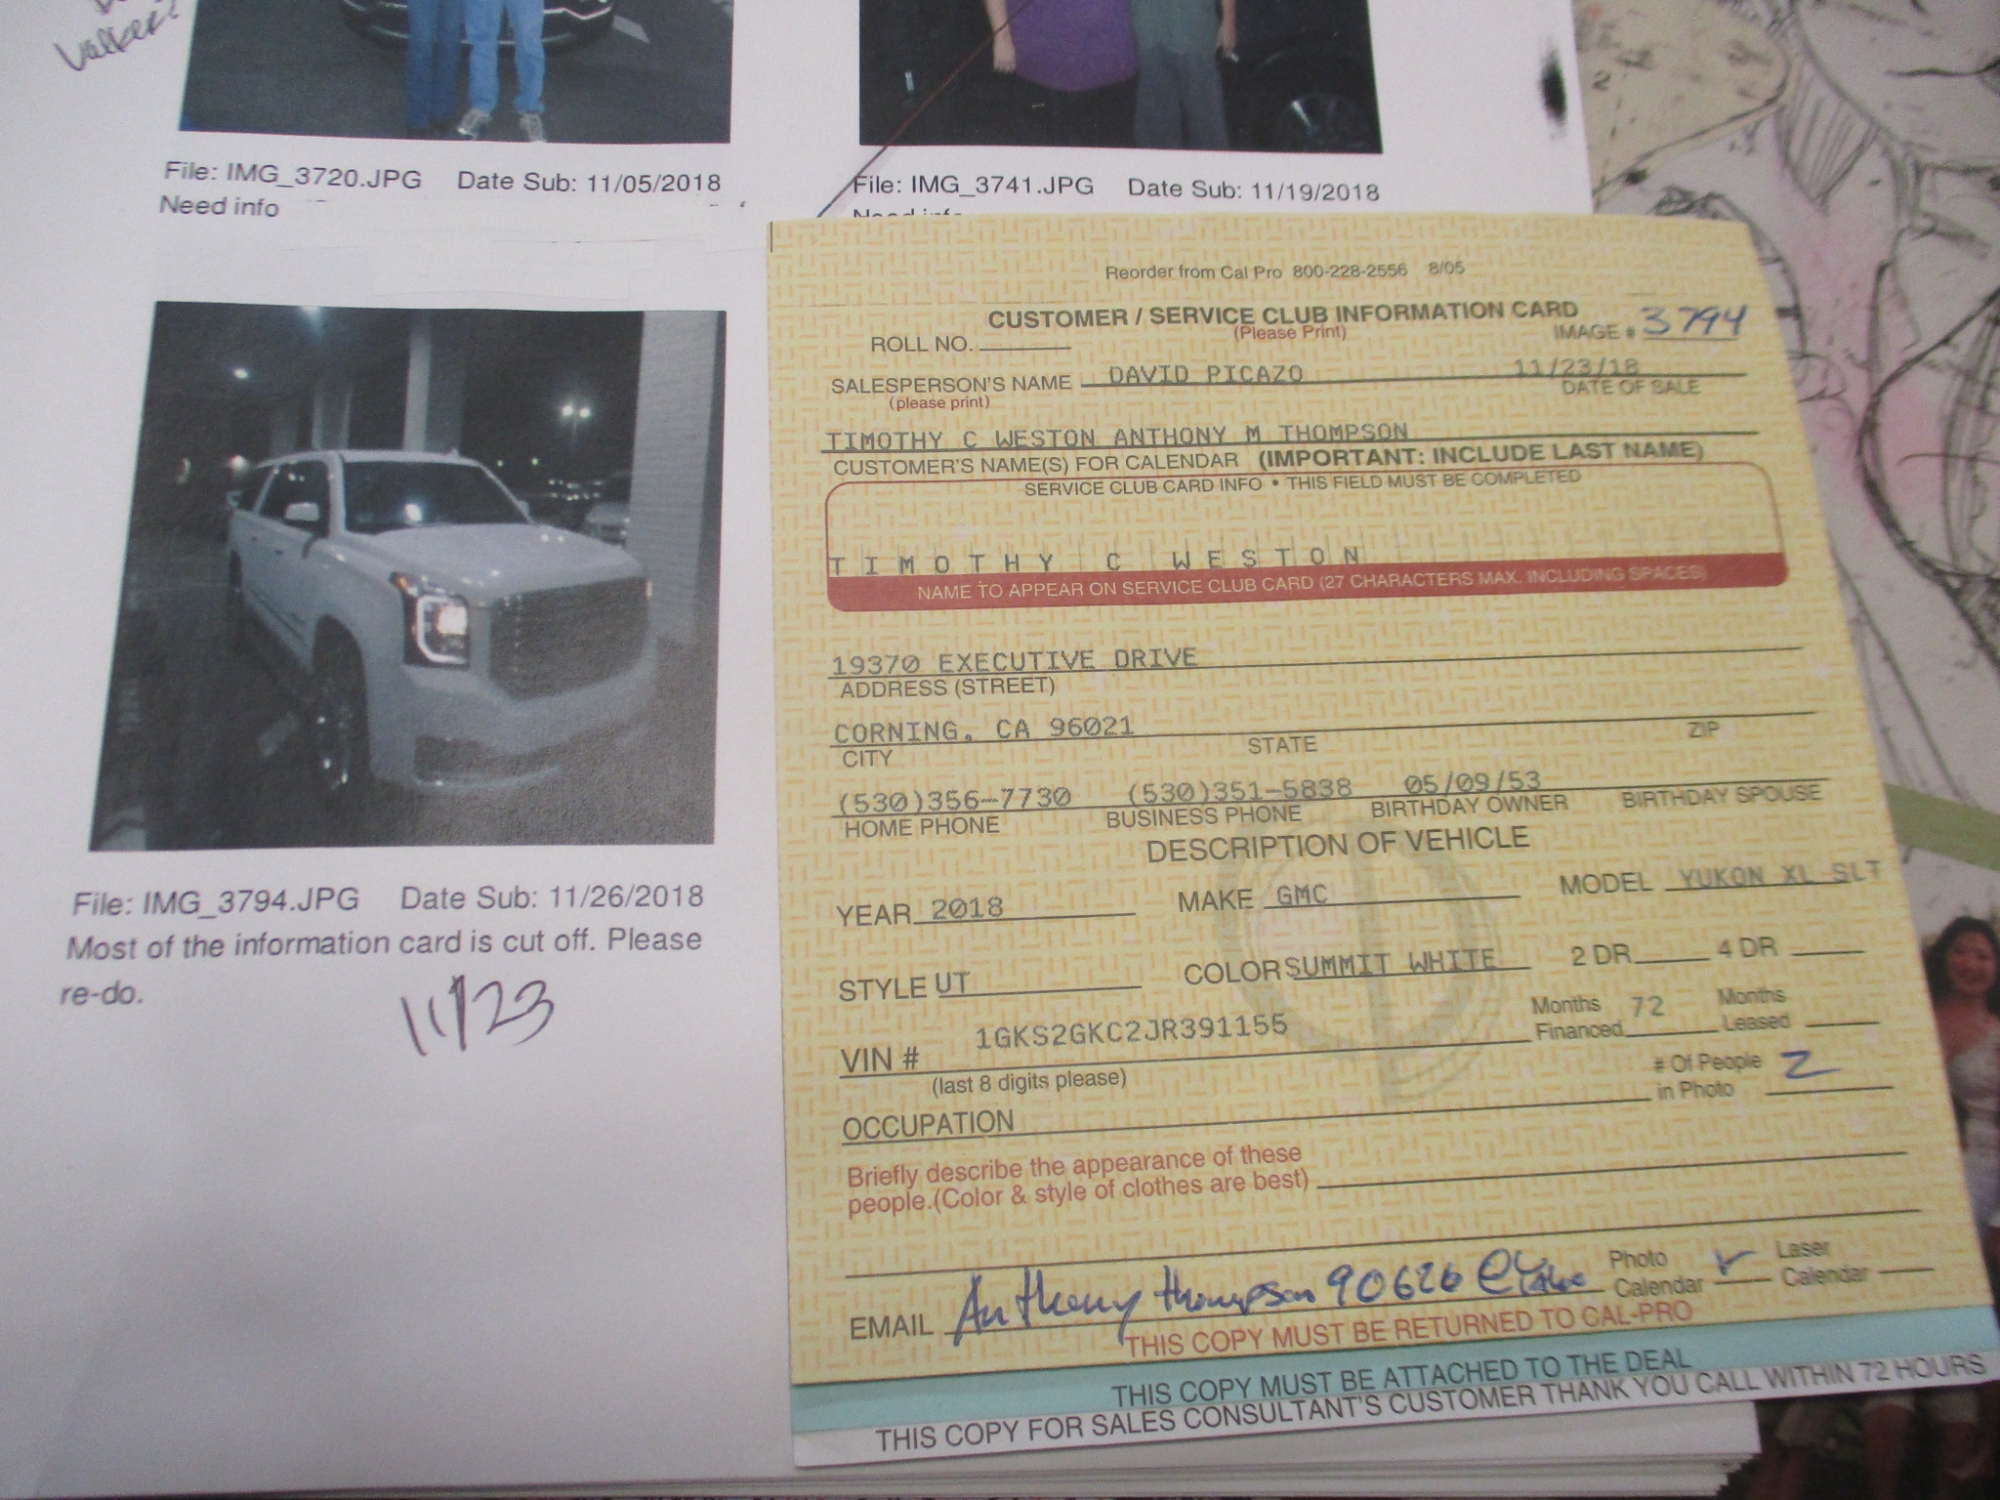 Valker
File: IMG_3720.JPG Date Sub: 11/05/2018
Need info
File: IMG_3741.JPG Date Sub: 11/19/2018
Need info
File: IMG_3794.JPG Date Sub: 11/26/2018
Most of the information card is cut off. Please
re-do.
11/23
Reorder from Cal Pro 800-228-2556 8/05
CUSTOMER / SERVICE CLUB INFORMATION CARD
(Please Print)
ROLL NO.
IMAGE # 3794
SALESPERSON'S NAME DAVID PICAZO 11/23/18
(please print) DATE OF SALE
TIMOTHY C WESTON ANTHONY M THOMPSON
CUSTOMER'S NAME(S) FOR CALENDAR (IMPORTANT: INCLUDE LAST NAME)
SERVICE CLUB CARD INFO • THIS FIELD MUST BE COMPLETED
TIMOTHY C WESTON
NAME TO APPEAR ON SERVICE CLUB CARD (27 CHARACTERS MAX. INCLUDING SPACES)
19370 EXECUTIVE DRIVE
ADDRESS (STREET)
CORNING, CA 96021
CITY STATE ZIP
(530)356-7730 (530)351-5838 05/09/53
HOME PHONE BUSINESS PHONE BIRTHDAY OWNER BIRTHDAY SPOUSE
DESCRIPTION OF VEHICLE
YEAR 2018 MAKE GMC MODEL YUKON XL SLT
STYLE UT COLOR SUMMIT WHITE 2 DR 4 DR
VIN # 1GKS2GKC2JR391155 Months Financed 72 Months Leased
(last 8 digits please)
# Of People in Photo 2
OCCUPATION
Briefly describe the appearance of these
people.(Color & style of clothes are best)
EMAIL Anthonythompson90626@ Photo Calendar Laser Calendar
THIS COPY MUST BE RETURNED TO CAL-PRO
THIS COPY MUST BE ATTACHED TO THE DEAL
THIS COPY FOR SALES CONSULTANT'S CUSTOMER THANK YOU CALL WITHIN 72 HOURS